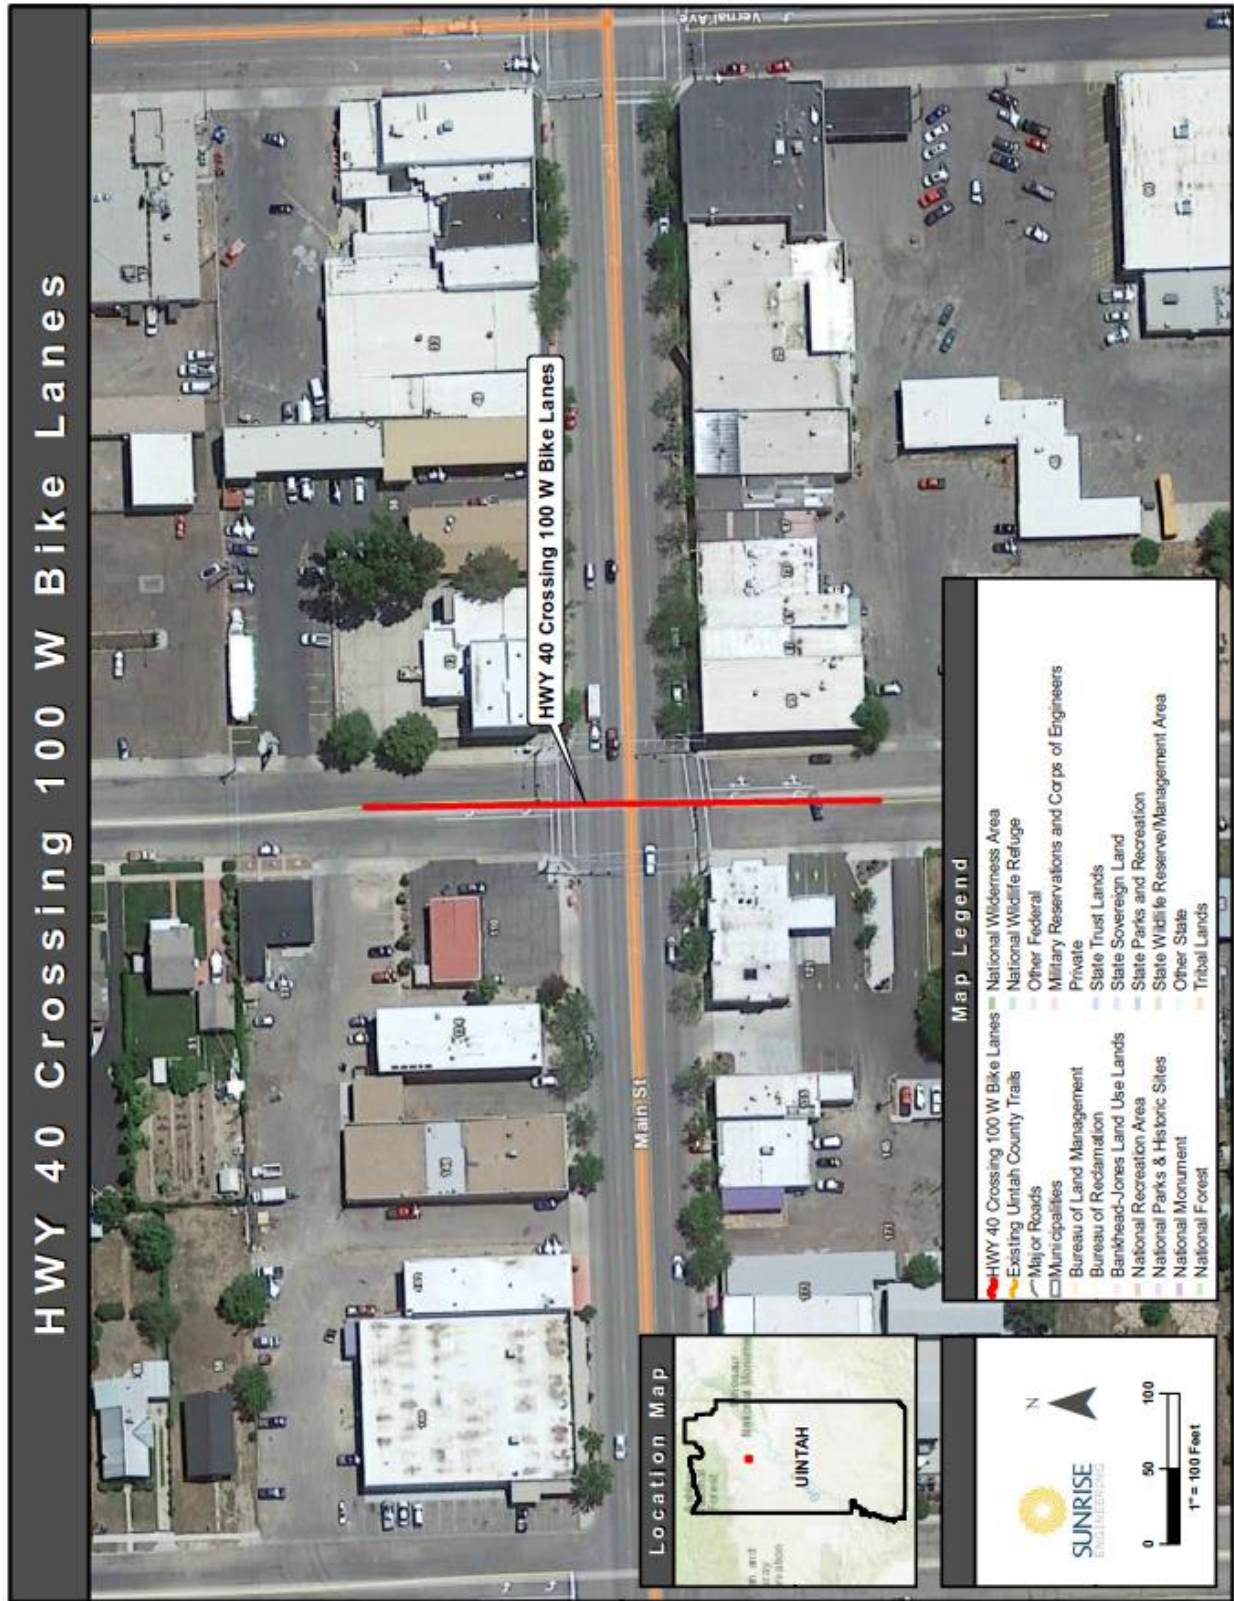 HWY 40 Crossing 100 W Bike Lanes
Vernal Ave
HWY 40 Crossing 100 W Bike Lanes
Main St
Location Map
UINTAH
SUNRISE
ENGINEERING
N
0 50 100
1" = 100 Feet
Map Legend
HWY 40 Crossing 100 W Bike Lanes
Existing Uintah County Trails
Major Roads
Municipalities
Bureau of Land Management
Bureau of Reclamation
Bankhead-Jones Land Use Lands
National Recreation Area
National Parks & Historic Sites
National Monument
National Forest
National Wilderness Area
National Wildlife Refuge
Other Federal
Military Reservations and Corps of Engineers
Private
State Trust Lands
State Sovereign Land
State Parks and Recreation
State Wildlife Reserve/Management Area
Other State
Tribal Lands